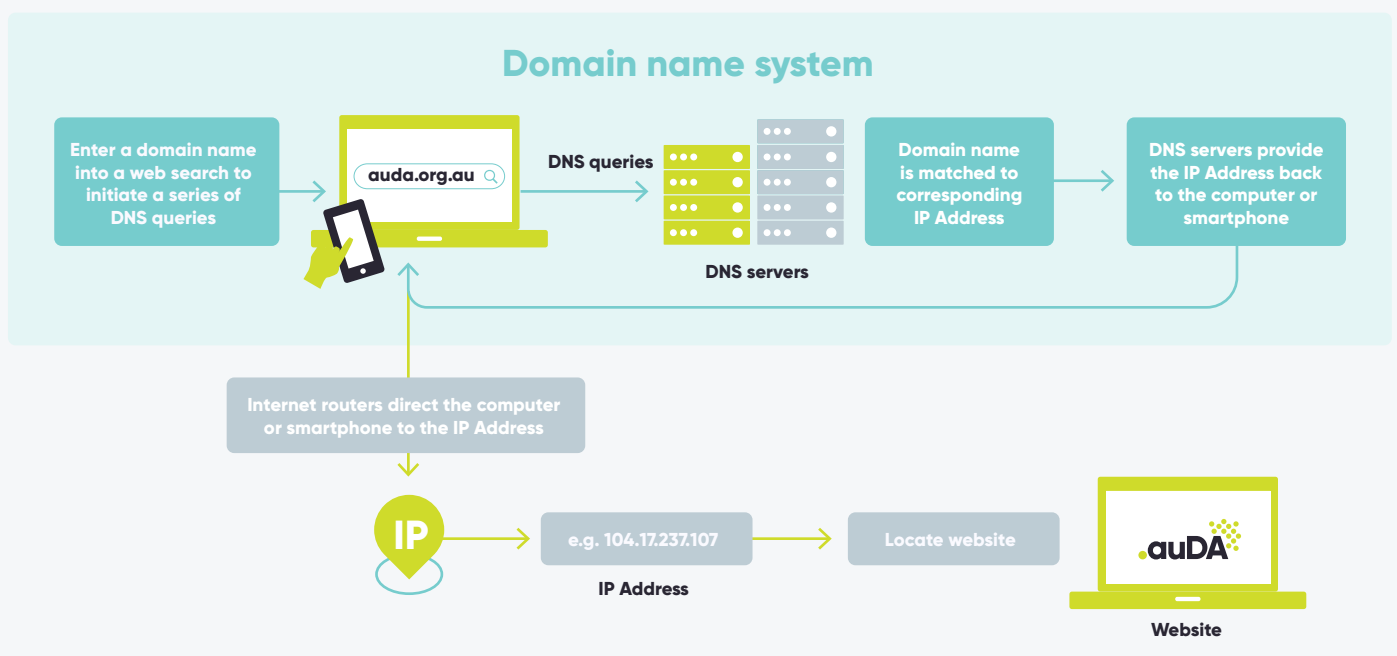 Domain name system
Enter a domain name
into a web search to
initiate a series of
DNS queries
auda.org.au
DNS queries
DNS servers
Domain name
is matched to
corresponding
IP Address
DNS servers provide
the IP Address back
to the computer or
smartphone
Internet routers direct the computer
or smartphone to the IP Address
IP
e.g. 104.17.237.107
IP Address
Locate website
.auDA
Website